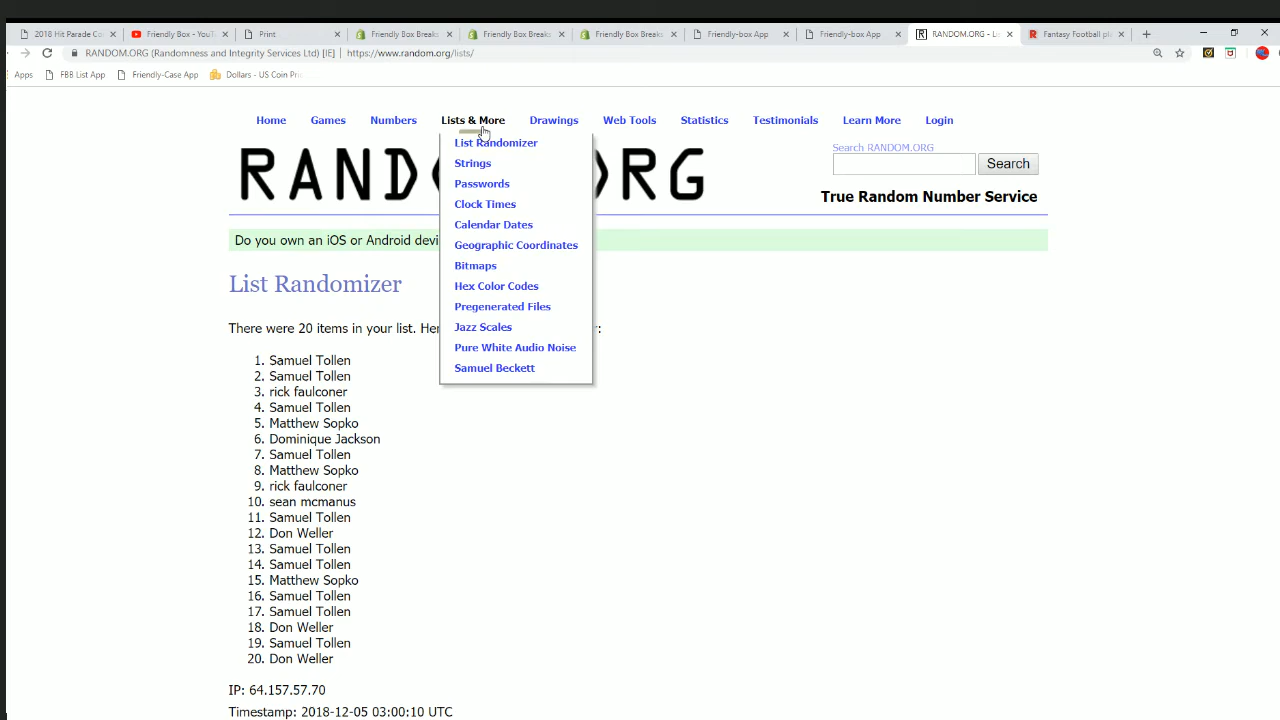 2018 Hit Parade Co
Friendly Box - YouT
Print
Friendly Box Breaks
Friendly Box Breaks
Friendly Box Breaks
Friendly-box App
Friendly-box App
RANDOM.ORG - Lis
Fantasy Football pl
RANDOM.ORG (Randomness and Integrity Services Ltd) [IE] | https://www.random.org/lists/
Apps
FBB List App
Friendly-Case App
Dollars - US Coin Pri
Home
Games
Numbers
Lists & More
Drawings
Web Tools
Statistics
Testimonials
Learn More
Login
List Randomizer
Strings
Passwords
Clock Times
Calendar Dates
Geographic Coordinates
Bitmaps
Hex Color Codes
Pregenerated Files
Jazz Scales
Pure White Audio Noise
Samuel Beckett
Search RANDOM.ORG
Search
True Random Number Service
Do you own an iOS or Android devi
List Randomizer
There were 20 items in your list. Her
1. Samuel Tollen
2. Samuel Tollen
3. rick faulconer
4. Samuel Tollen
5. Matthew Sopko
6. Dominique Jackson
7. Samuel Tollen
8. Matthew Sopko
9. rick faulconer
10. sean mcmanus
11. Samuel Tollen
12. Don Weller
13. Samuel Tollen
14. Samuel Tollen
15. Matthew Sopko
16. Samuel Tollen
17. Samuel Tollen
18. Don Weller
19. Samuel Tollen
20. Don Weller
IP: 64.157.57.70
Timestamp: 2018-12-05 03:00:10 UTC